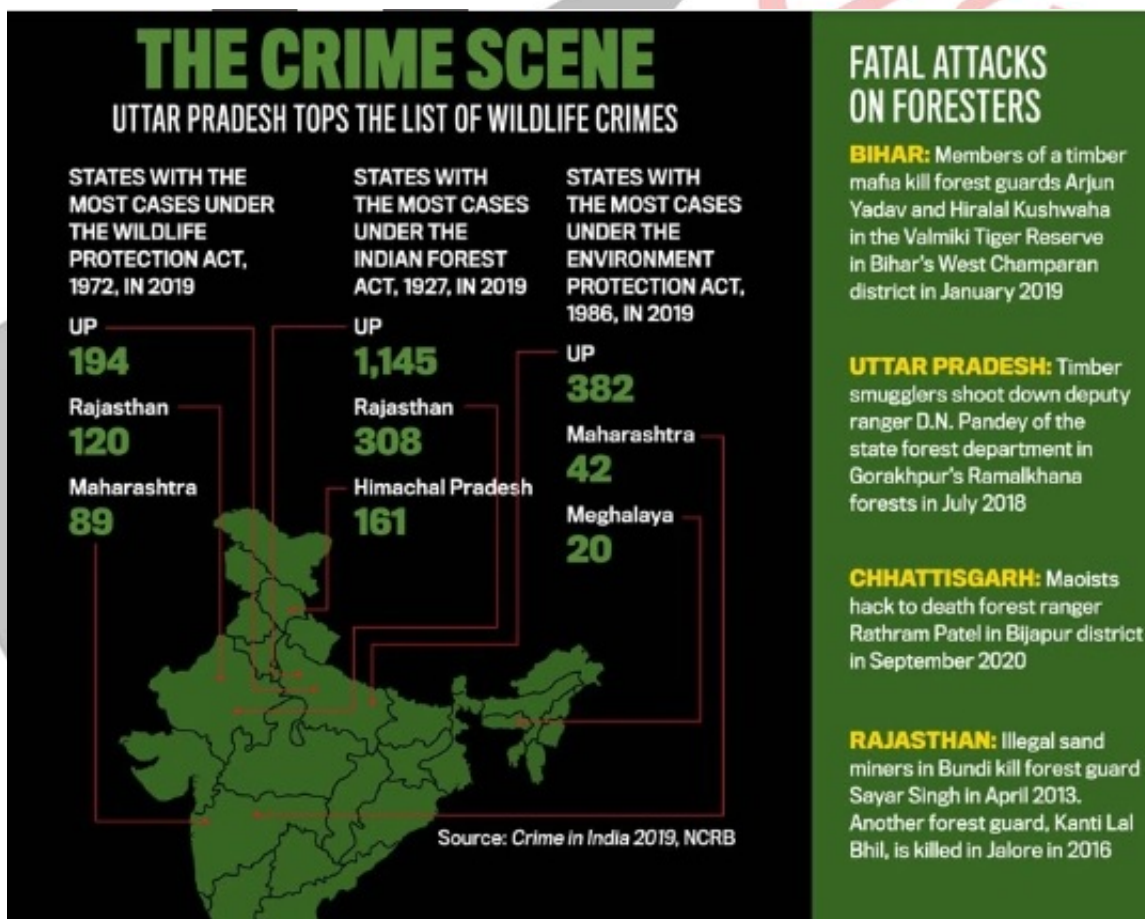 THE CRIME SCENE
UTTAR PRADESH TOPS THE LIST OF WILDLIFE CRIMES
STATES WITH THE
MOST CASES UNDER
THE WILDLIFE
PROTECTION ACT,
1972, IN 2019
UP
194
Rajasthan
120
Maharashtra
89
STATES WITH
THE MOST CASES
UNDER THE
INDIAN FOREST
ACT, 1927, IN 2019
UP
1,145
Rajasthan
308
Himachal Pradesh
161
STATES WITH
THE MOST CASES
UNDER THE
ENVIRONMENT
PROTECTION ACT,
1986, IN 2019
UP
382
Maharashtra
42
Meghalaya
20
Source: Crime in India 2019, NCRB
FATAL ATTACKS
ON FORESTERS
BIHAR: Members of a timber
mafia kill forest guards Arjun
Yadav and Hiralal Kushwaha
in the Valmiki Tiger Reserve
in Bihar's West Champaran
district in January 2019
UTTAR PRADESH: Timber
smugglers shoot down deputy
ranger D.N. Pandey of the
state forest department in
Gorakhpur's Ramalkhana
forests in July 2018
CHHATTISGARH: Maoists
hack to death forest ranger
Rathram Patel in Bijapur district
in September 2020
RAJASTHAN: Illegal sand
miners in Bundi kill forest guard
Sayar Singh in April 2013.
Another forest guard, Kanti Lal
Bhil, is killed in Jalore in 2016